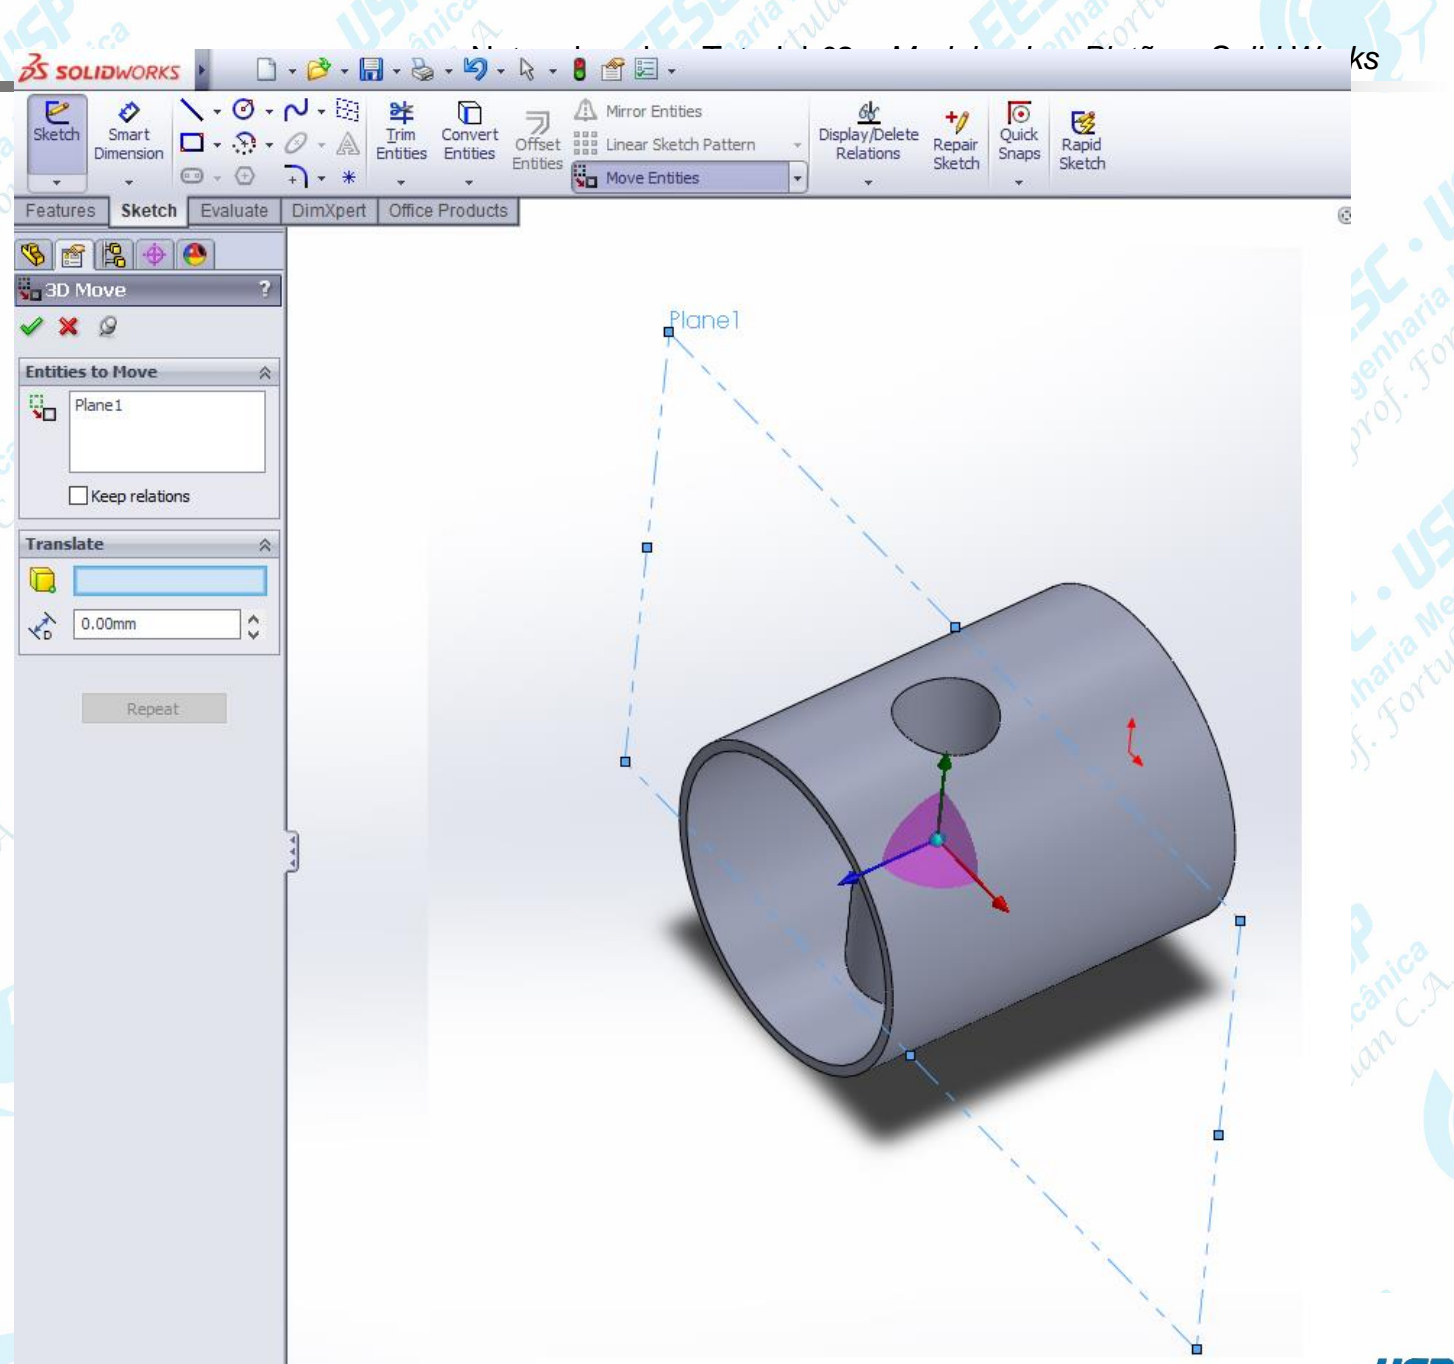 ks
SOLIDWORKS
Sketch
Smart Dimension
Trim Entities
Convert Entities
Offset Entities
Mirror Entities
Linear Sketch Pattern
Move Entities
Display/Delete Relations
Repair Sketch
Quick Snaps
Rapid Sketch
Features Sketch Evaluate DimXpert Office Products
3D Move ?
Entities to Move
Plane1
Keep relations
Translate
D
0.00mm
Repeat
Plane1